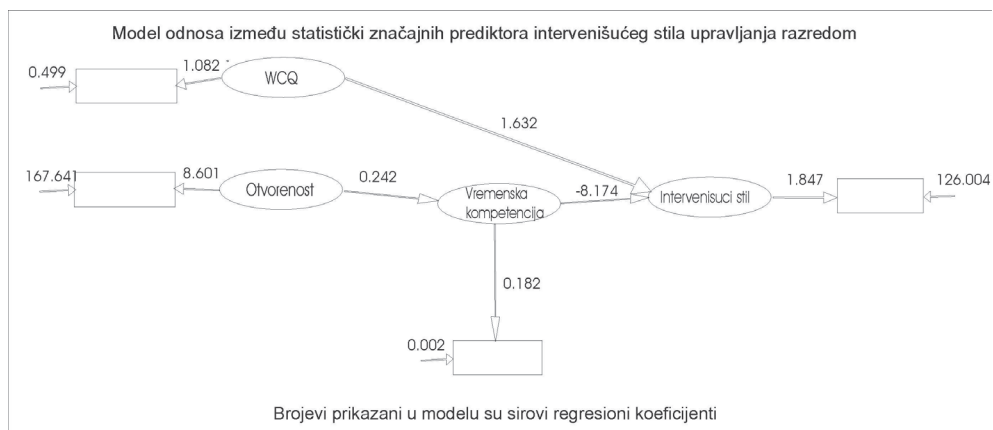 Model odnosa između statistički značajnih prediktora intervenišućeg stila upravljanja razredom
0.499
1.082
WCQ
1.632
167.641
8.601
Otvorenost
0.242
Vremenska
kompetencija
-8.174
Intervenisuci stil
1.847
126.004
0.182
0.002
Brojevi prikazani u modelu su sirovi regresioni koeficijenti